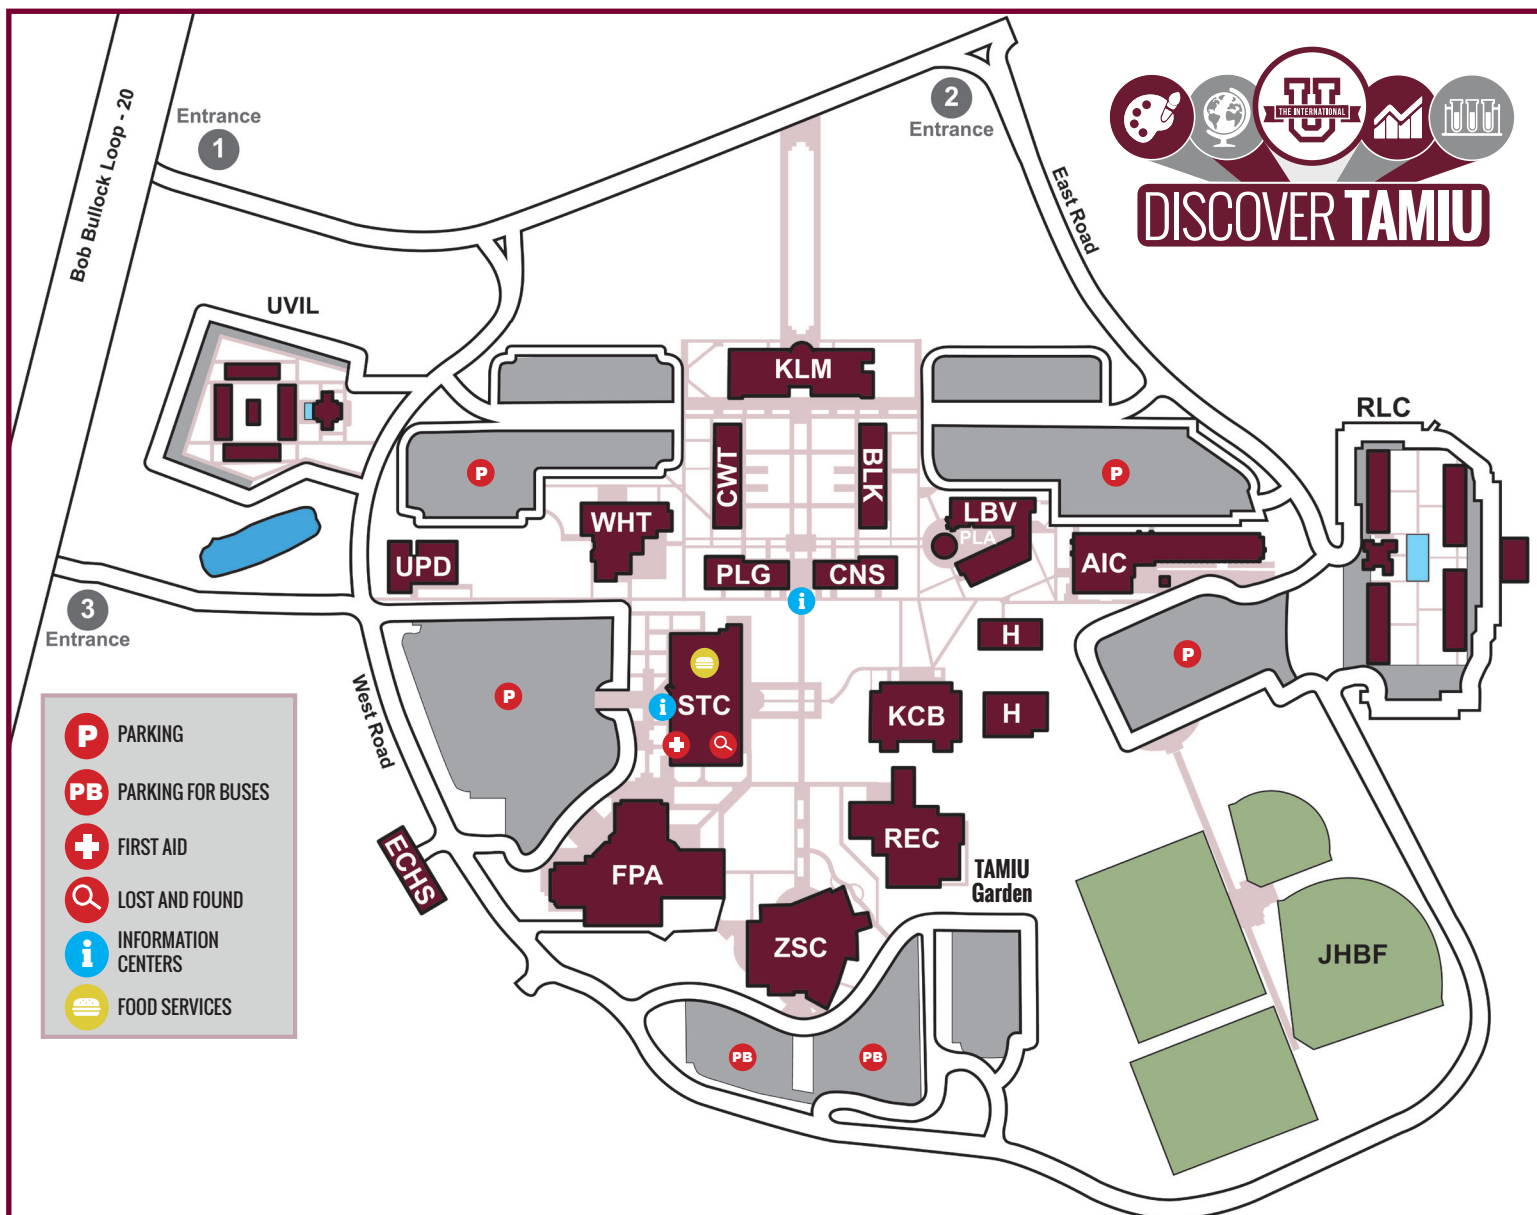 THE INTERNATIONAL
U
DISCOVER TAMIU
Bob Bullock Loop - 20
Entrance
1
2
Entrance
East Road
UVIL
KLM
RLC
P
P
CWT
BLK
WHT
LBV
PLA
UPD
PLG
CNS
AIC
i
3
Entrance
H
P
West Road
P
i
STC
KCB
H
P
PARKING
PB
PARKING FOR BUSES
FIRST AID
LOST AND FOUND
i
INFORMATION
CENTERS
FOOD SERVICES
ECHS
FPA
REC
TAMIU
Garden
ZSC
JHBF
PB
PB